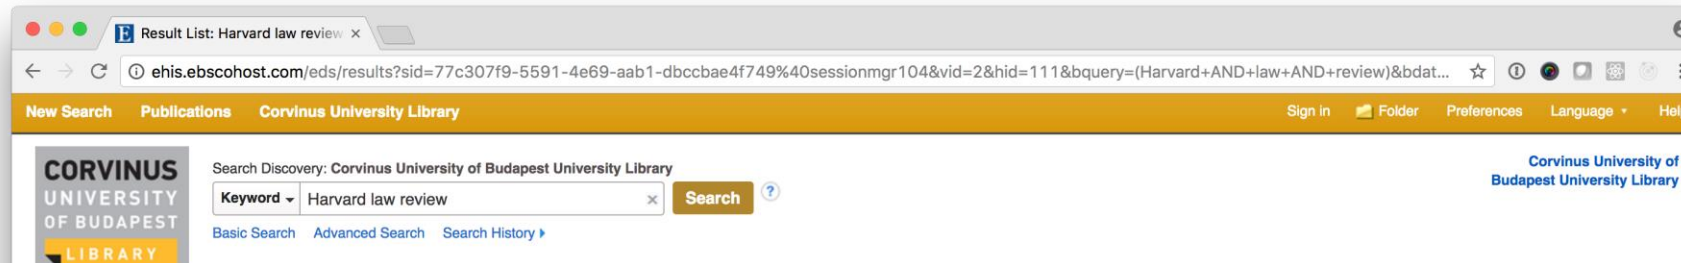 Result List: Harvard law review
ehis.ebscohost.com/eds/results?sid=77c307f9-5591-4e69-aab1-dbccbae4f749%40sessionmgr104&vid=2&hid=111&bquery=(Harvard+AND+law+AND+review)&bdat...
New Search Publications Corvinus University Library Sign in Folder Preferences Language
CORVINUS
UNIVERSITY
OF BUDAPEST
LIBRARY
Search Discovery: Corvinus University of Budapest University Library
Keyword Harvard law review Search ?
Basic Search Advanced Search Search History
Corvinus University of
Budapest University Library